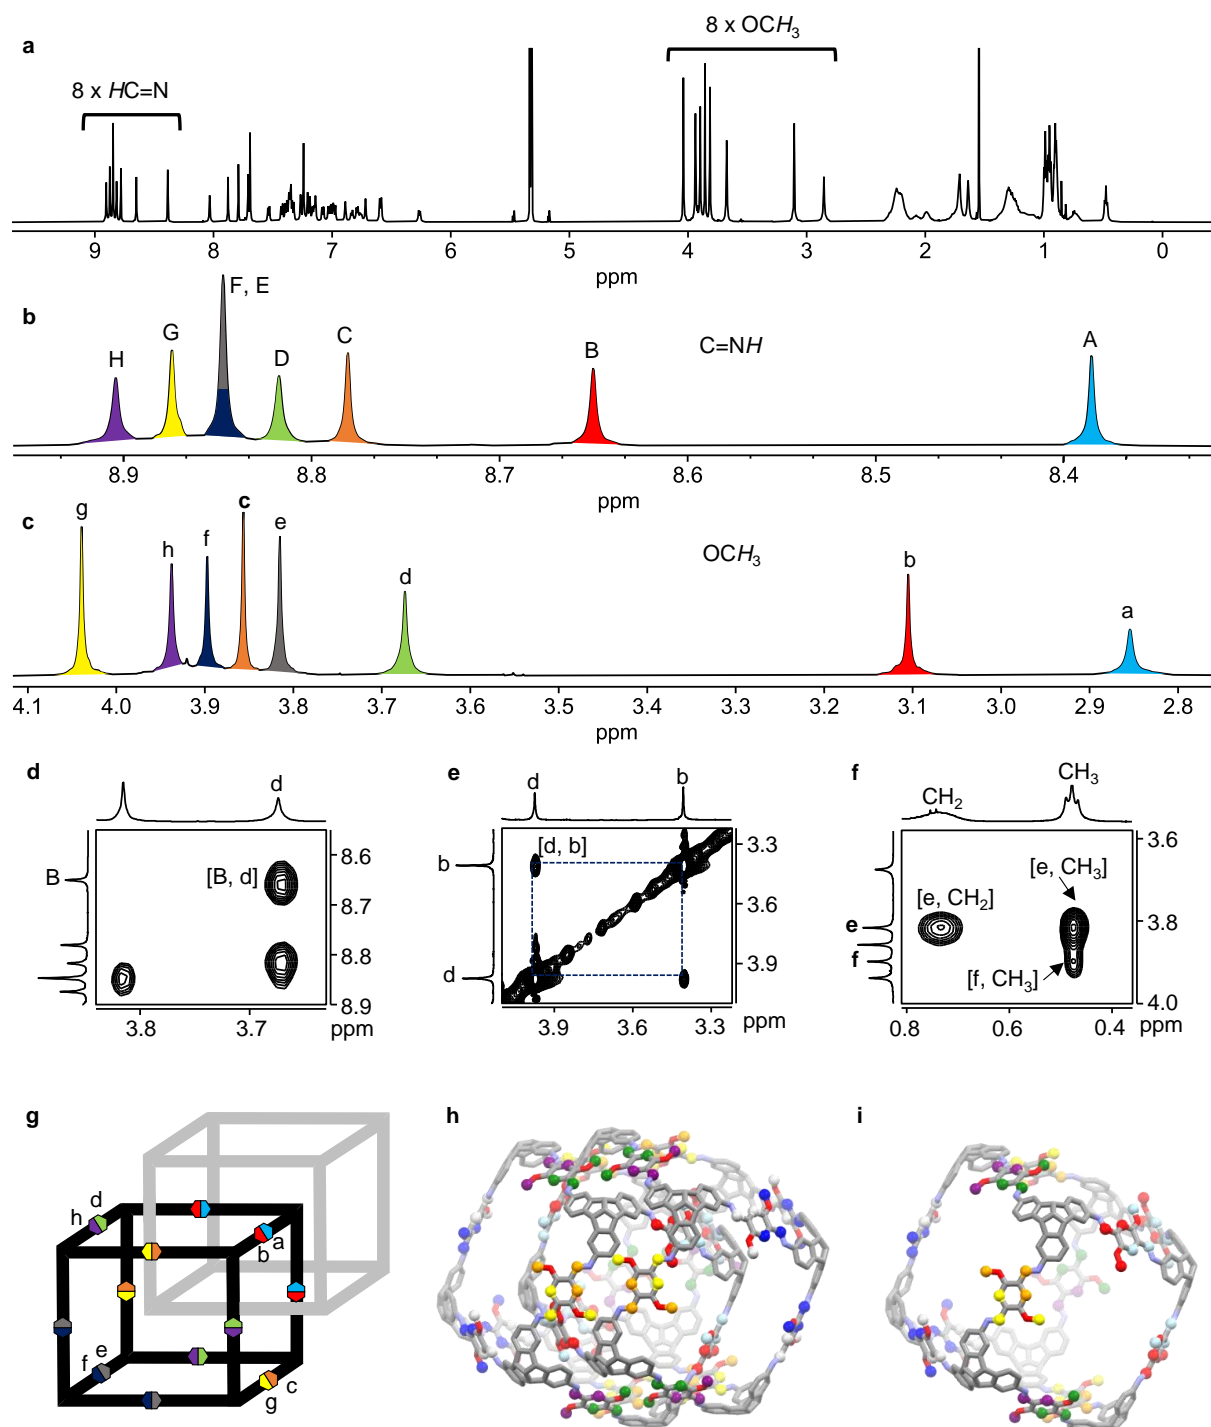 a
8 x HC=N
8 x OCH3
9 8 7 6 5 4 3 2 1 0
ppm
b
H
G
F, E
D
C
B
A
C=NH
8.9 8.8 8.7 8.6 8.5 8.4
ppm
c
g
h
f
c
e
d
b
a
OCH3
4.1 4.0 3.9 3.8 3.7 3.6 3.5 3.4 3.3 3.2 3.1 3.0 2.9 2.8
ppm
d
d
B
[B, d]
8.6
8.7
8.8
8.9
3.8 3.7 ppm
e
d b
b
d
[d, b]
3.3
3.6
3.9
3.9 3.6 3.3 ppm
f
CH2
CH3
[e, CH3]
[e, CH2]
[f, CH3]
e
f
3.6
3.8
4.0
0.8 0.6 0.4 ppm
g
d
h
a
b
e
f
c
g
h
i